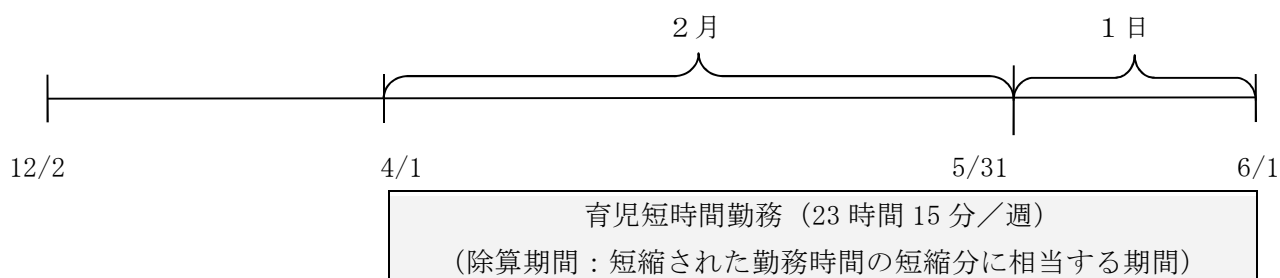 ２月 １日
12/2 4/1 5/31 6/1
育児短時間勤務（23 時間 15 分／週）
（除算期間：短縮された勤務時間の短縮分に相当する期間）